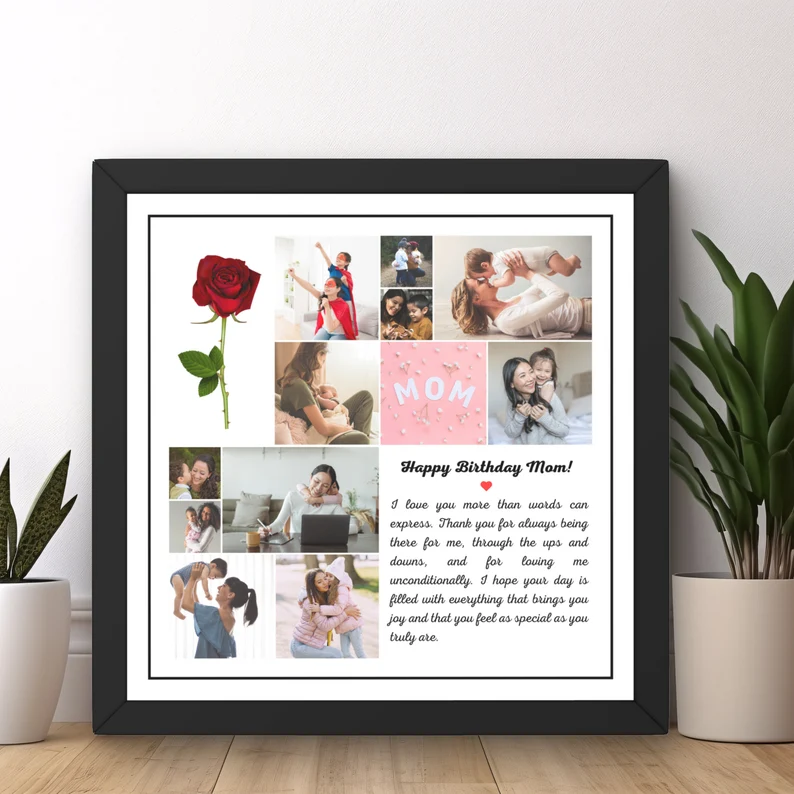 MOM
Happy Birthday Mom!
I love you more than words can
express. Thank you for always being
there for me, through the ups and
downs, and for loving me
unconditionally. I hope your day is
filled with everything that brings you
joy and that you feel as special as you
truly are.